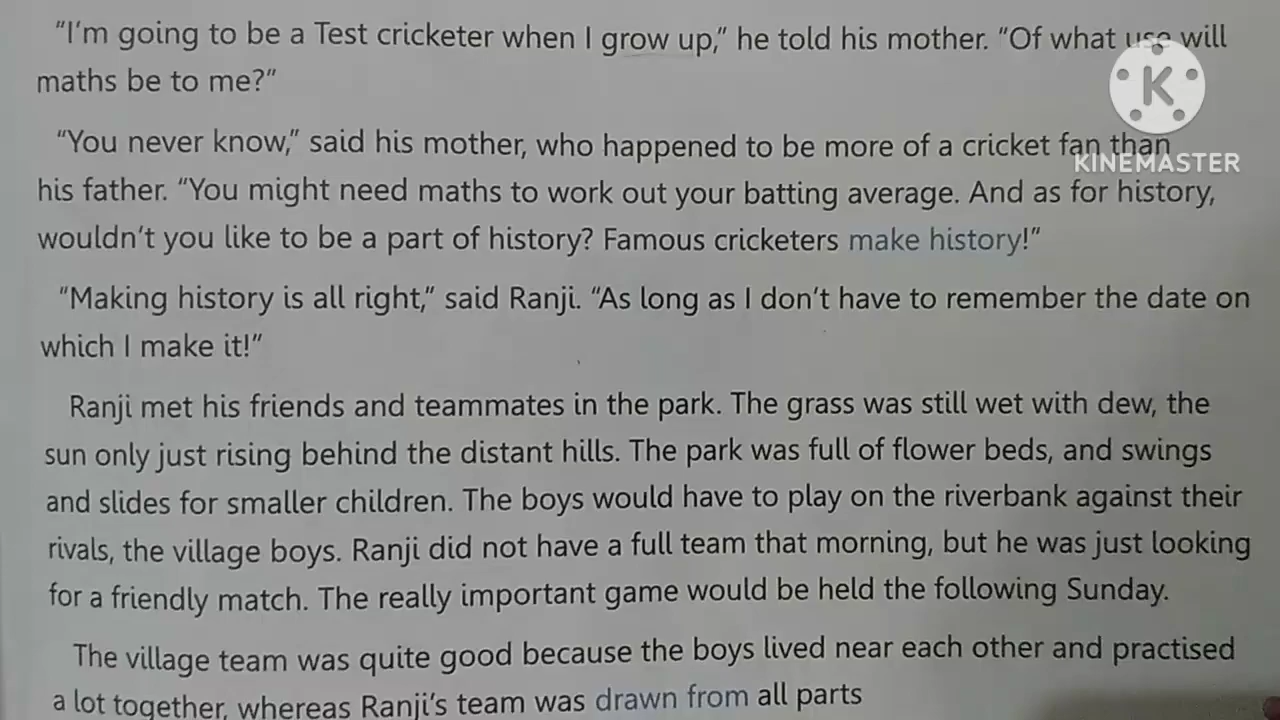 “I’m going to be a Test cricketer when I grow up,” he told his mother. “Of what use will
maths be to me?”
“You never know,” said his mother, who happened to be more of a cricket fan than
his father. “You might need maths to work out your batting average. And as for history,
wouldn’t you like to be a part of history? Famous cricketers make history!”
“Making history is all right,” said Ranji. “As long as I don’t have to remember the date on
which I make it!”
Ranji met his friends and teammates in the park. The grass was still wet with dew, the
sun only just rising behind the distant hills. The park was full of flower beds, and swings
and slides for smaller children. The boys would have to play on the riverbank against their
rivals, the village boys. Ranji did not have a full team that morning, but he was just looking
for a friendly match. The really important game would be held the following Sunday.
The village team was quite good because the boys lived near each other and practised
a lot together, whereas Ranji’s team was drawn from all parts
K
KINEMASTER